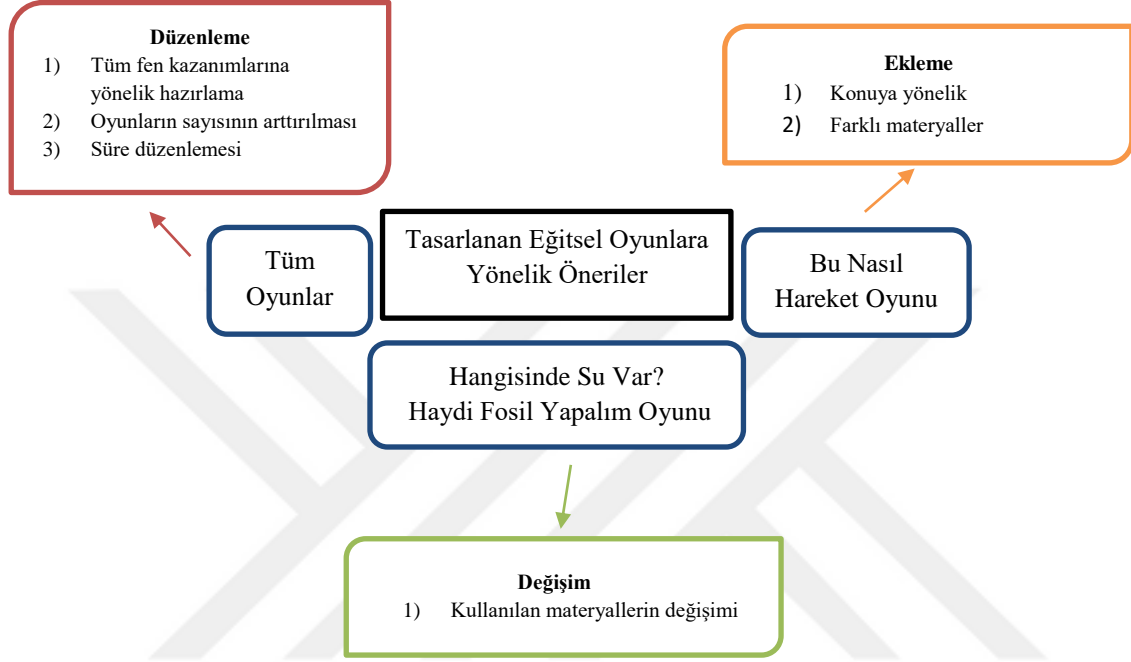 Düzenleme
1) Tüm fen kazanımlarına
yönelik hazırlama
2) Oyunların sayısının arttırılması
3) Süre düzenlemesi
Ekleme
1) Konuya yönelik
2) Farklı materyaller
Tüm
Oyunlar
Tasarlanan Eğitsel Oyunlara
Yönelik Öneriler
Bu Nasıl
Hareket Oyunu
Hangisinde Su Var?
Haydi Fosil Yapalım Oyunu
Değişim
1) Kullanılan materyallerin değişimi